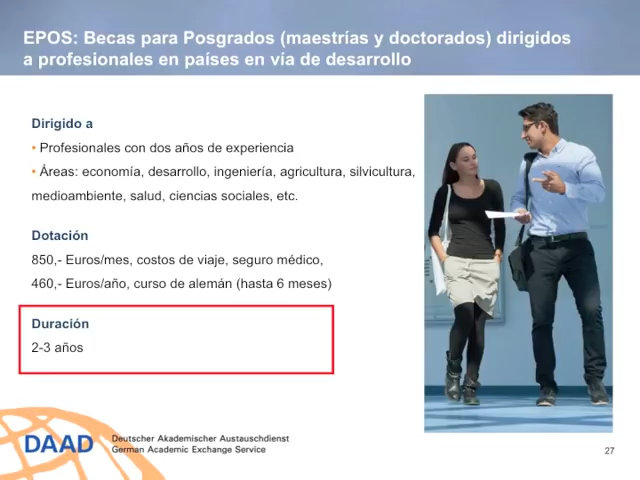 EPOS: Becas para Posgrados (maestrías y doctorados) dirigidos
a profesionales en países en vía de desarrollo
Dirigido a
• Profesionales con dos años de experiencia
• Áreas: economía, desarrollo, ingeniería, agricultura, silvicultura,
medioambiente, salud, ciencias sociales, etc.
Dotación
850,- Euros/mes, costos de viaje, seguro médico,
460,- Euros/año, curso de alemán (hasta 6 meses)
Duración
2-3 años
DAAD
Deutscher Akademischer Austauschdienst
German Academic Exchange Service
27